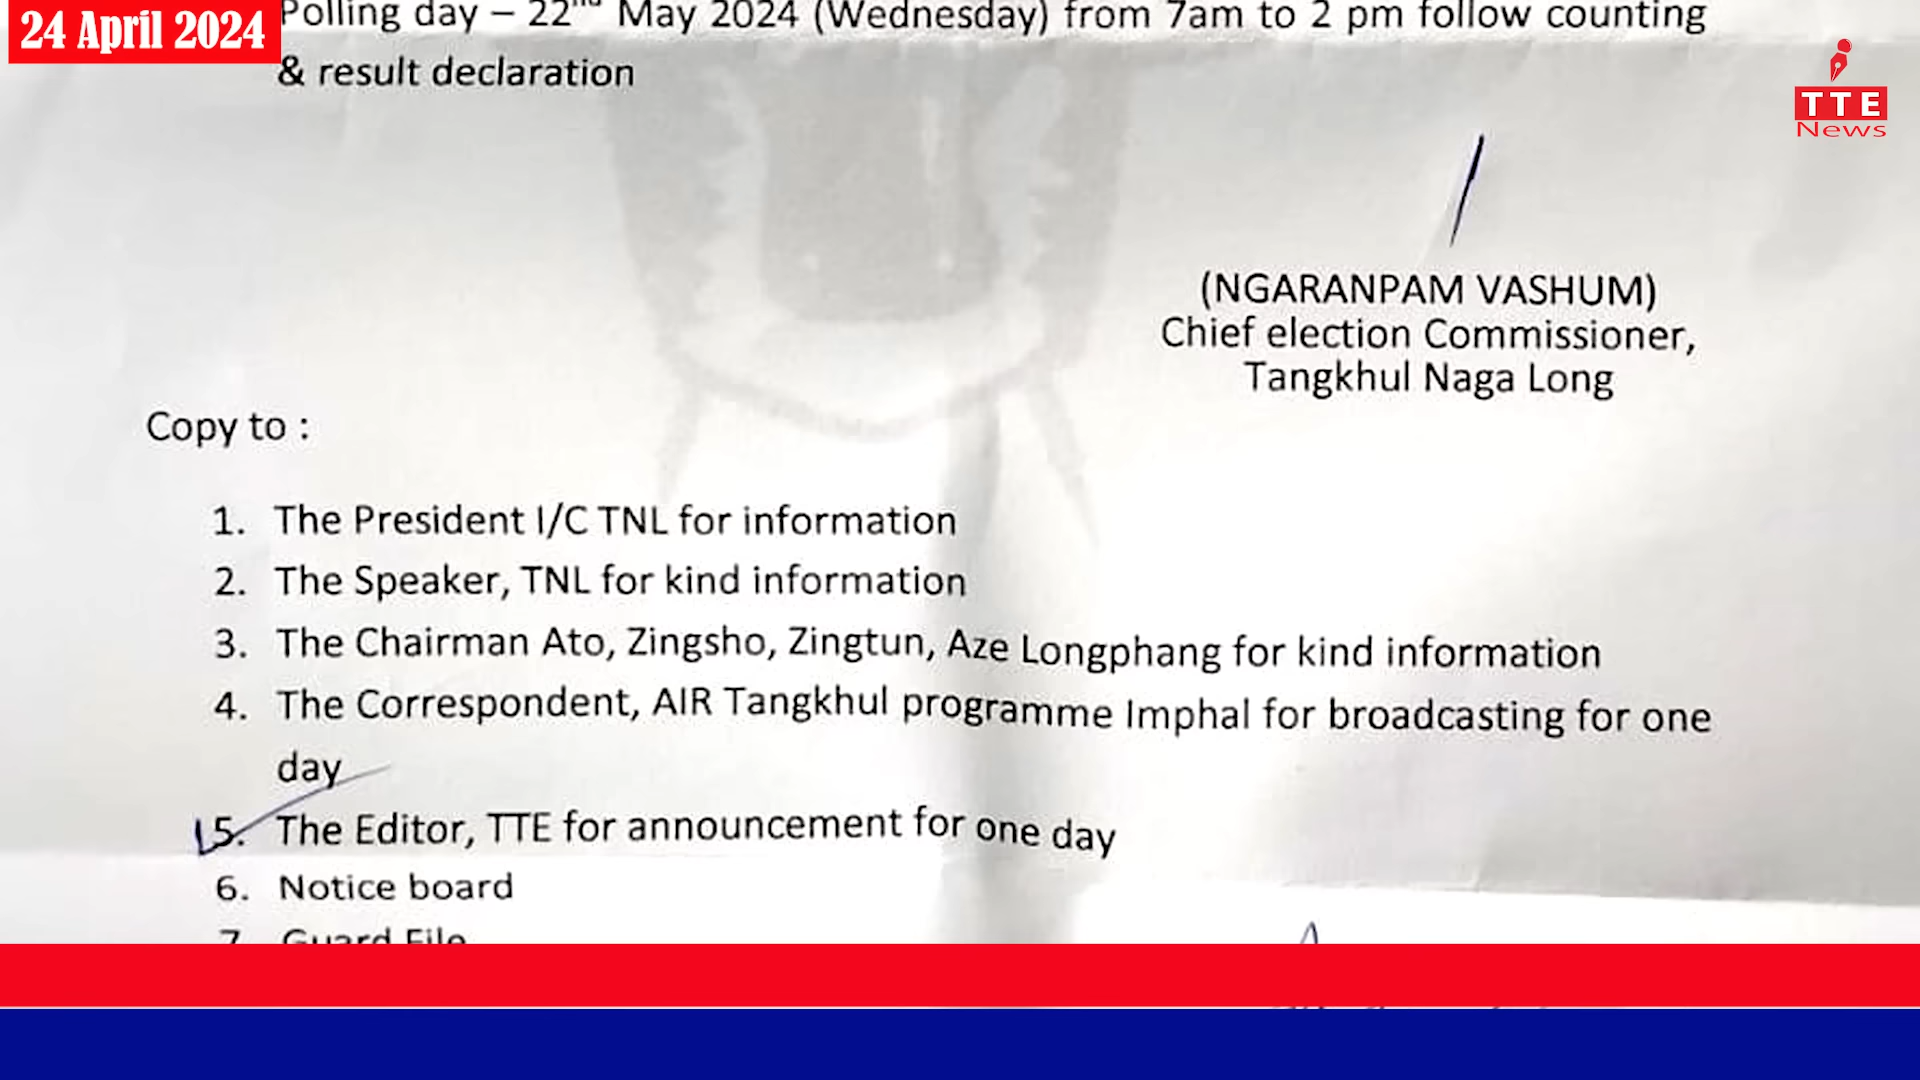 24 April 2024
Polling day – 22nd May 2024 (Wednesday) from 7am to 2 pm follow counting
& result declaration
TTE
News
(NGARANPAM VASHUM)
Chief election Commissioner,
Tangkhul Naga Long
Copy to :
1. The President I/C TNL for information
2. The Speaker, TNL for kind information
3. The Chairman Ato, Zingsho, Zingtun, Aze Longphang for kind information
4. The Correspondent, AIR Tangkhul programme Imphal for broadcasting for one
day
5. The Editor, TTE for announcement for one day
6. Notice board
7. Guard File